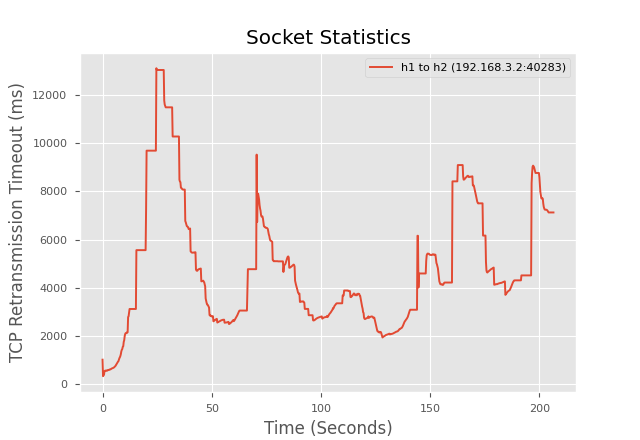 Socket Statistics
h1 to h2 (192.168.3.2:40283)
TCP Retransmission Timeout (ms)
12000
10000
8000
6000
4000
2000
0
0 50 100 150 200
Time (Seconds)